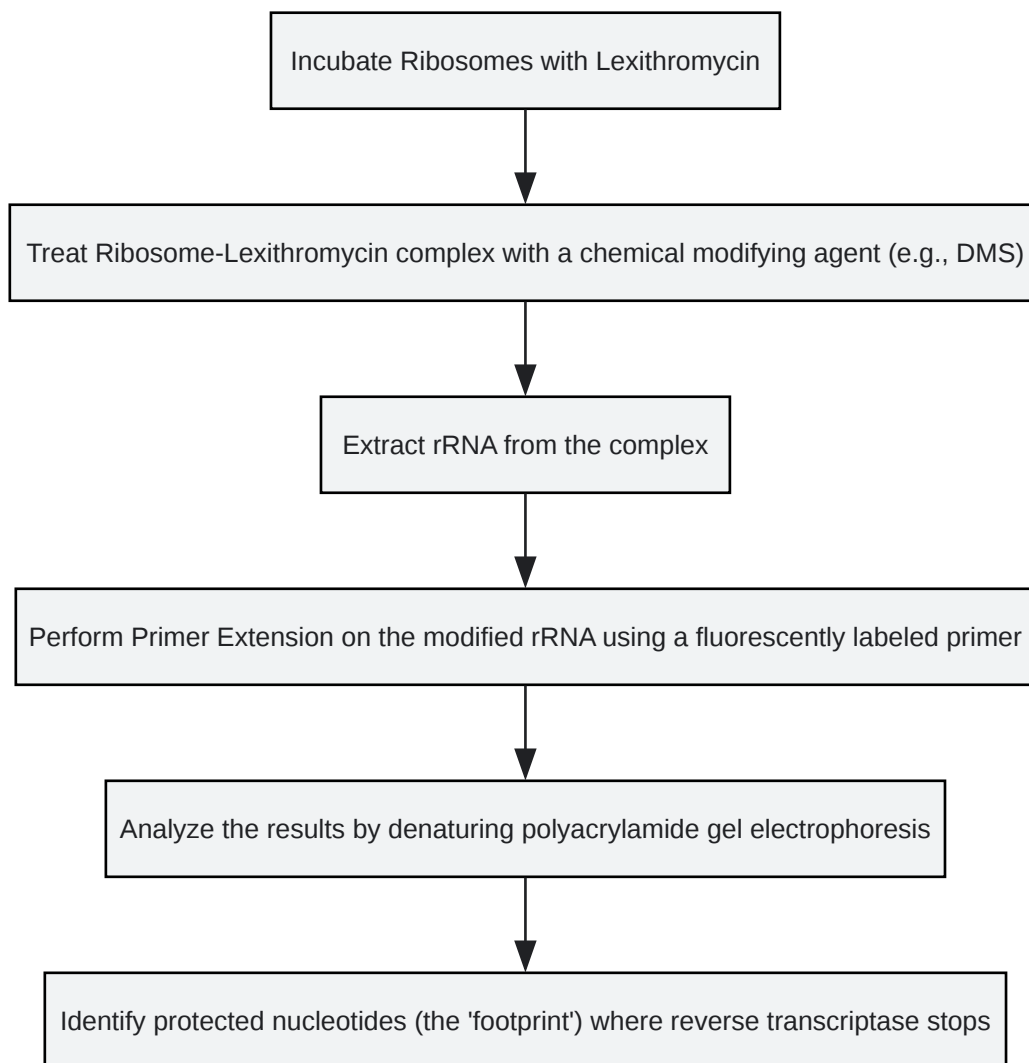 Incubate Ribosomes with Lexithromycin
Treat Ribosome-Lexithromycin complex with a chemical modifying agent (e.g., DMS)
Extract rRNA from the complex
Perform Primer Extension on the modified rRNA using a fluorescently labeled primer
Analyze the results by denaturing polyacrylamide gel electrophoresis
Identify protected nucleotides (the 'footprint') where reverse transcriptase stops